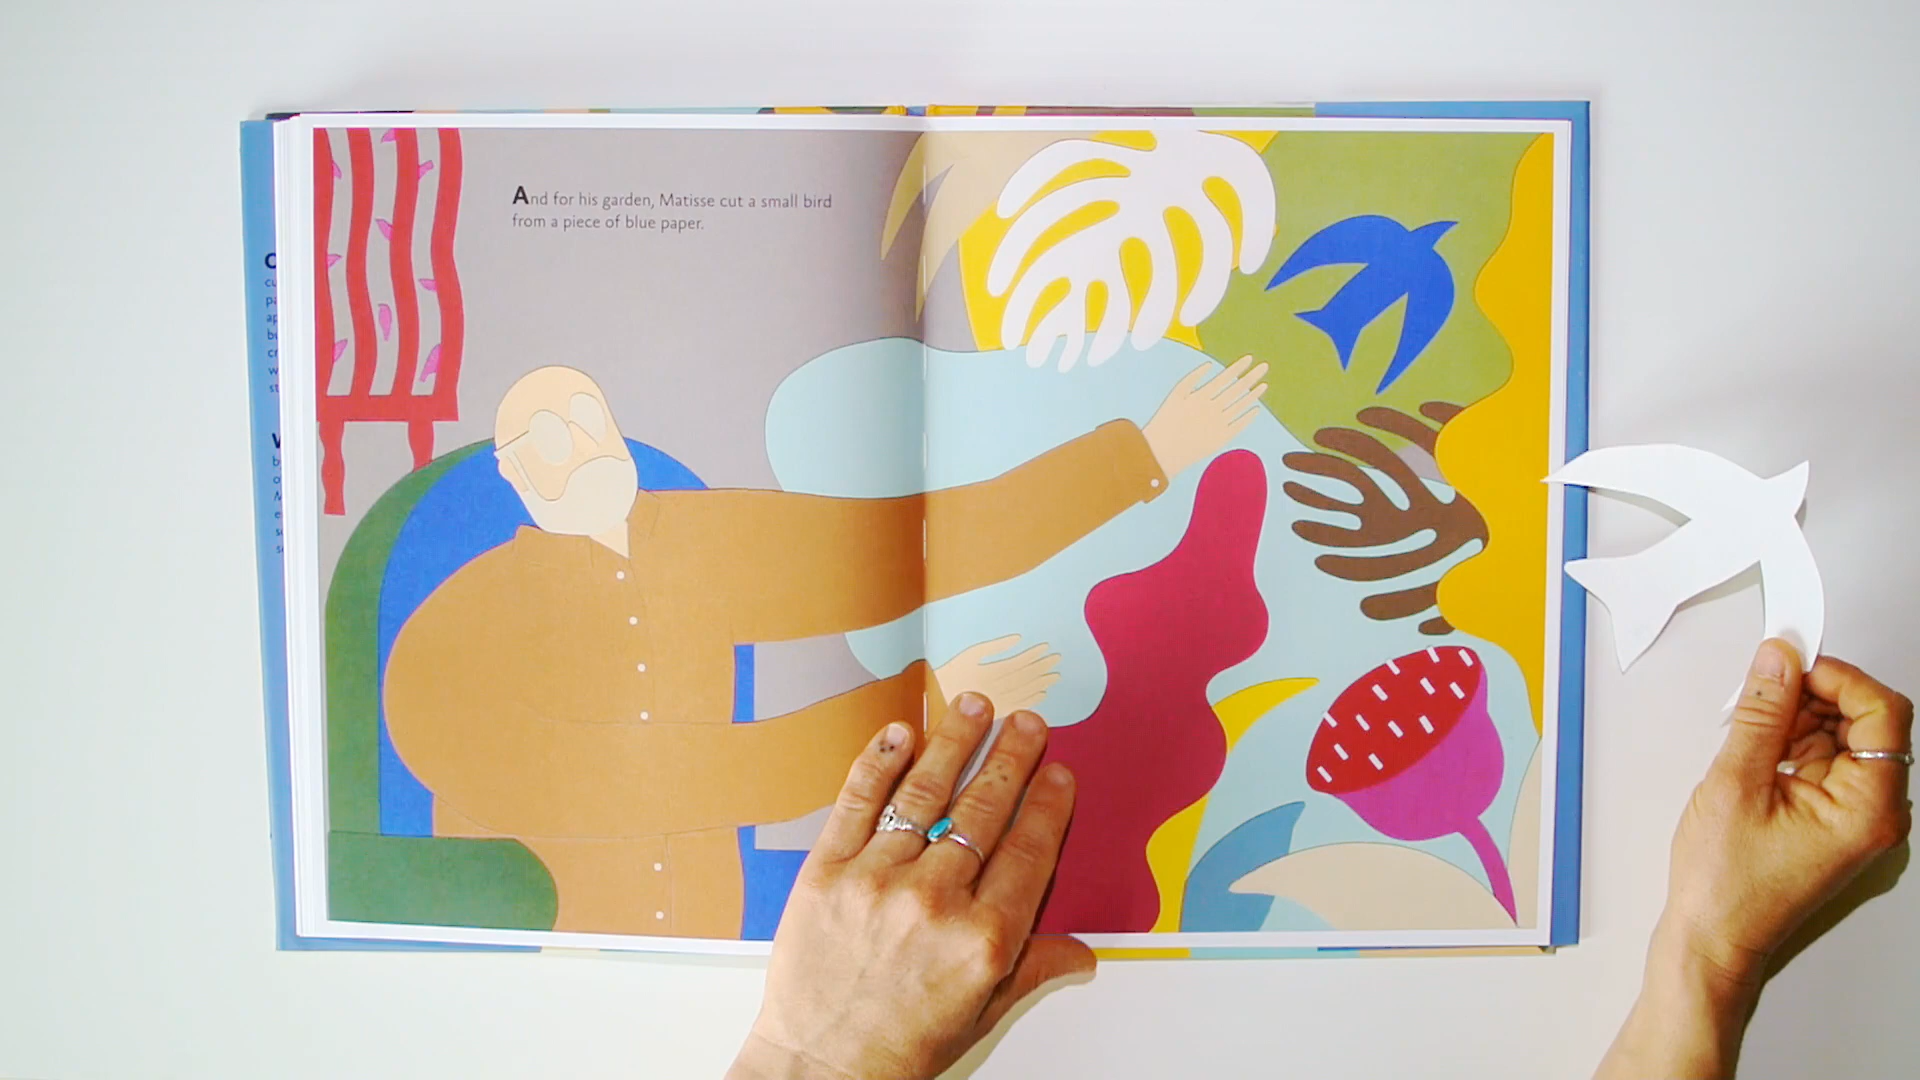 And for his garden, Matisse cut a small bird
from a piece of blue paper.